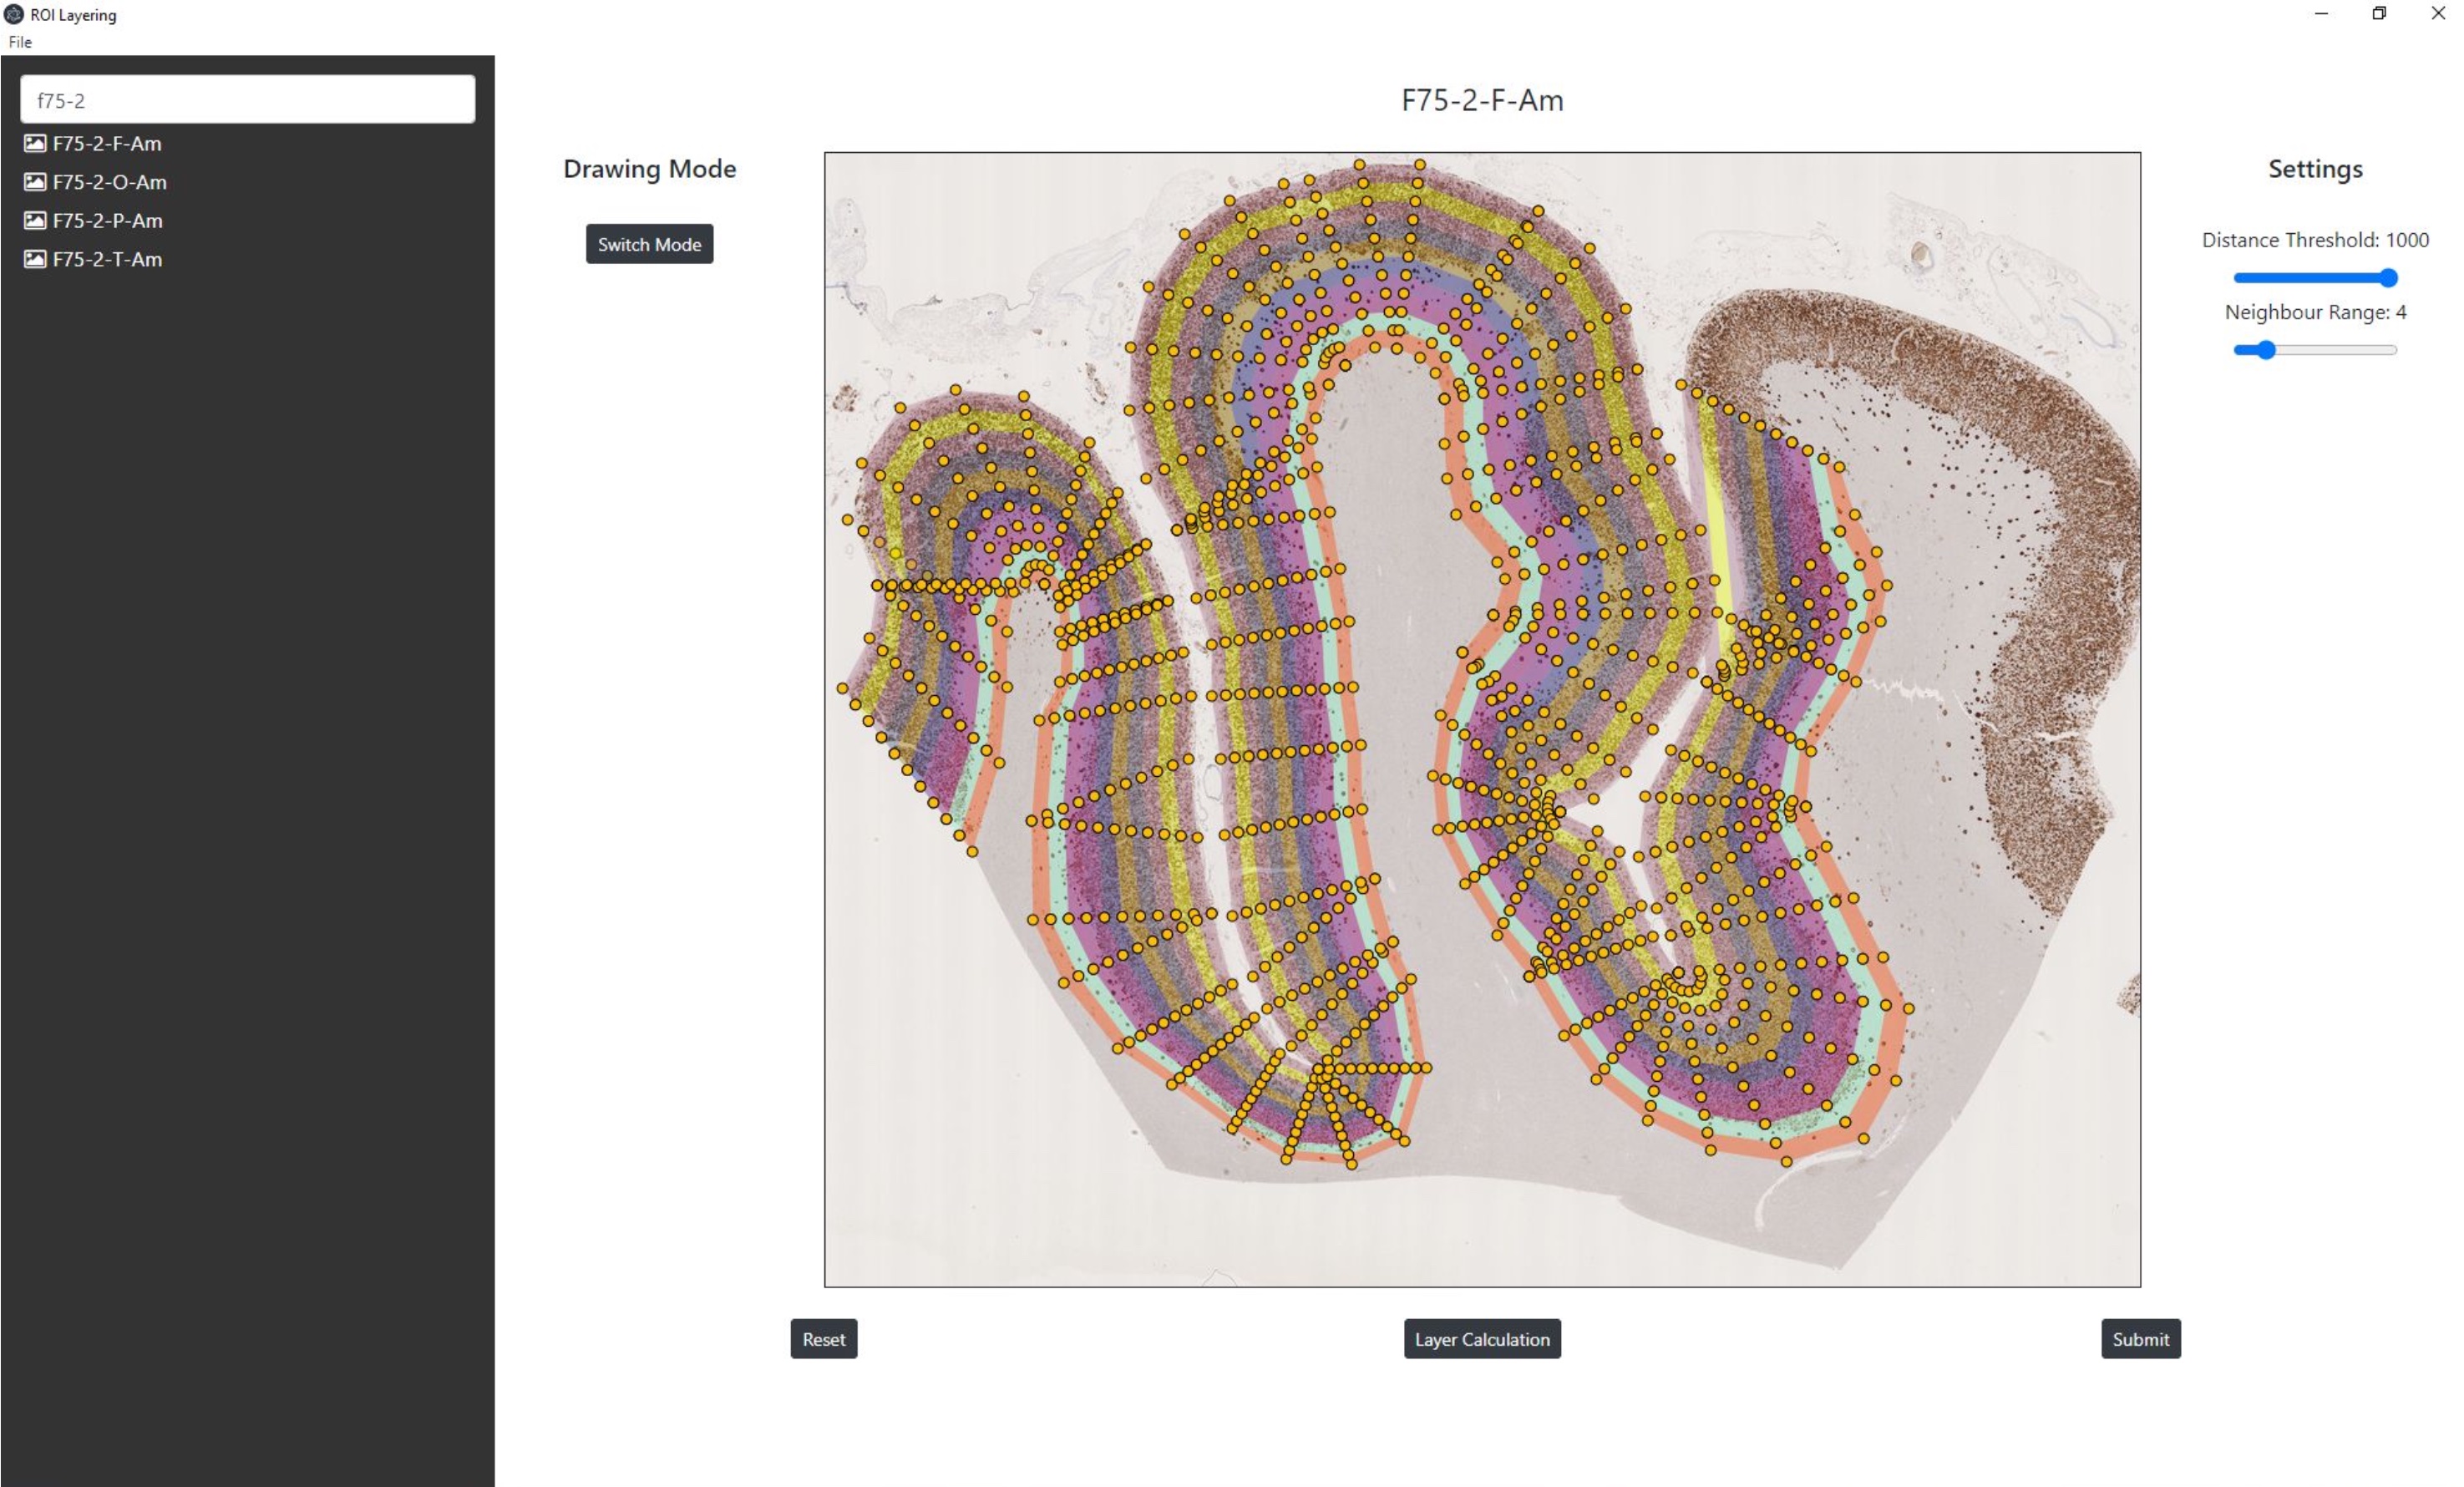 ROI Layering
File
f75-2
F75-2-F-Am
F75-2-O-Am
F75-2-P-Am
F75-2-T-Am
F75-2-F-Am
Drawing Mode
Switch Mode
Settings
Distance Threshold: 1000
Neighbour Range: 4
Reset
Layer Calculation
Submit